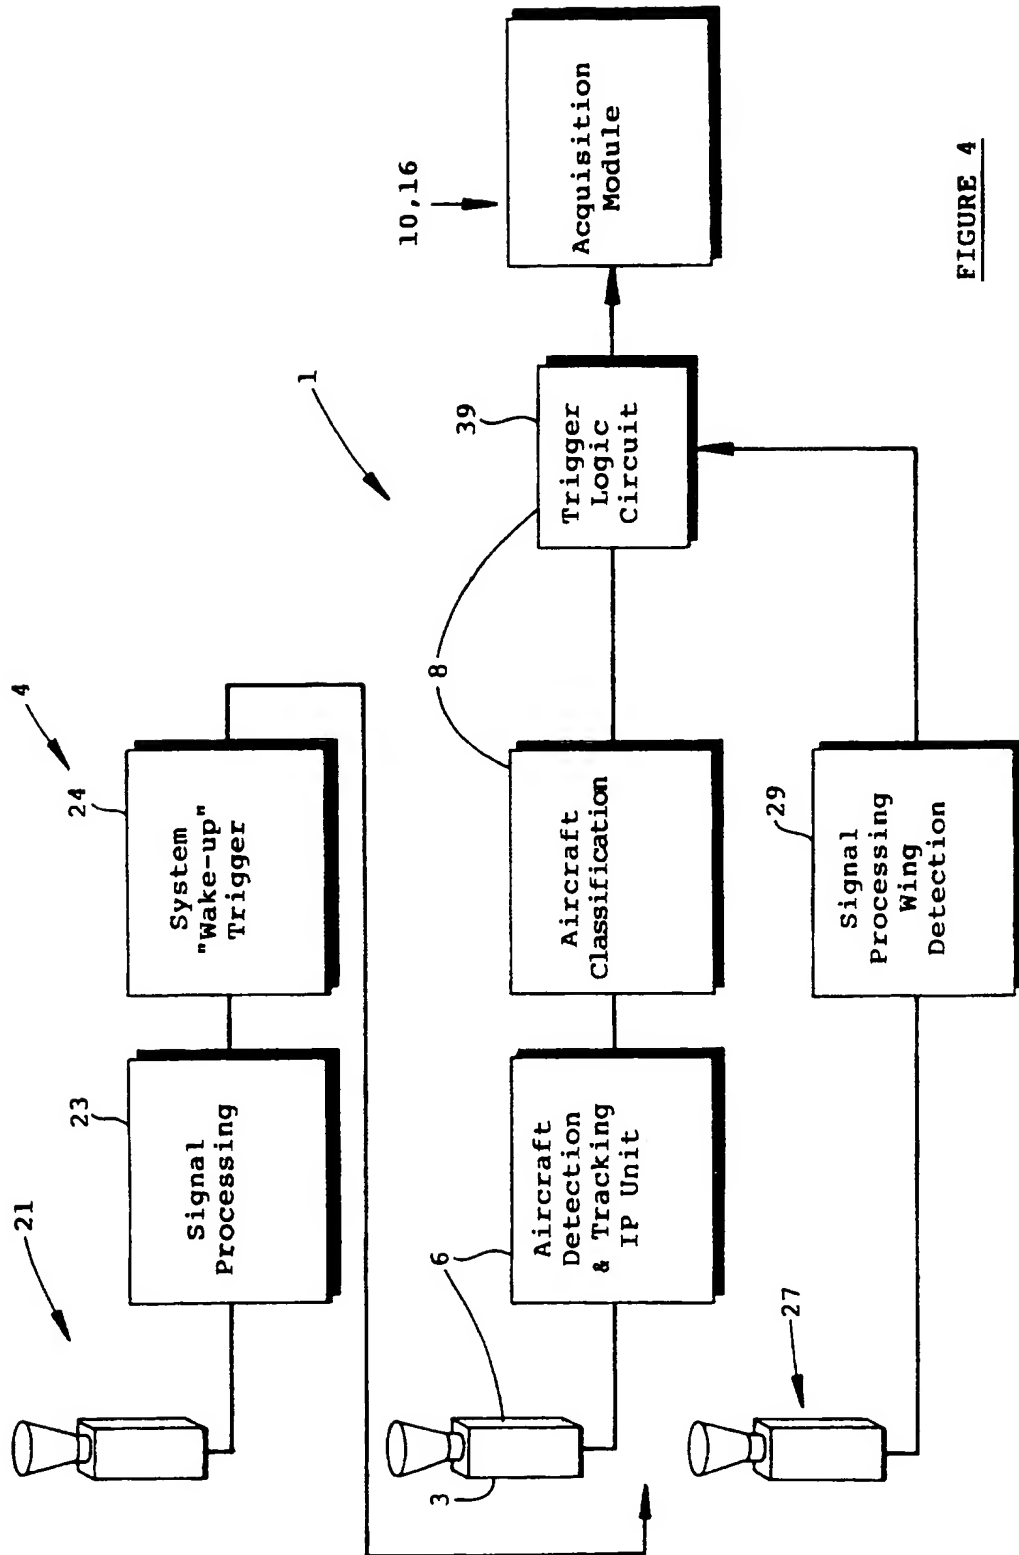 21
23
Signal
Processing
24
4
System
"Wake-up"
Trigger
3
6
Aircraft
Detection
& Tracking
IP Unit
8
Aircraft
Classification
1
39
Trigger
Logic
Circuit
10,16
Acquisition
Module
27
29
Signal
Processing
Wing
Detection
FIGURE 4